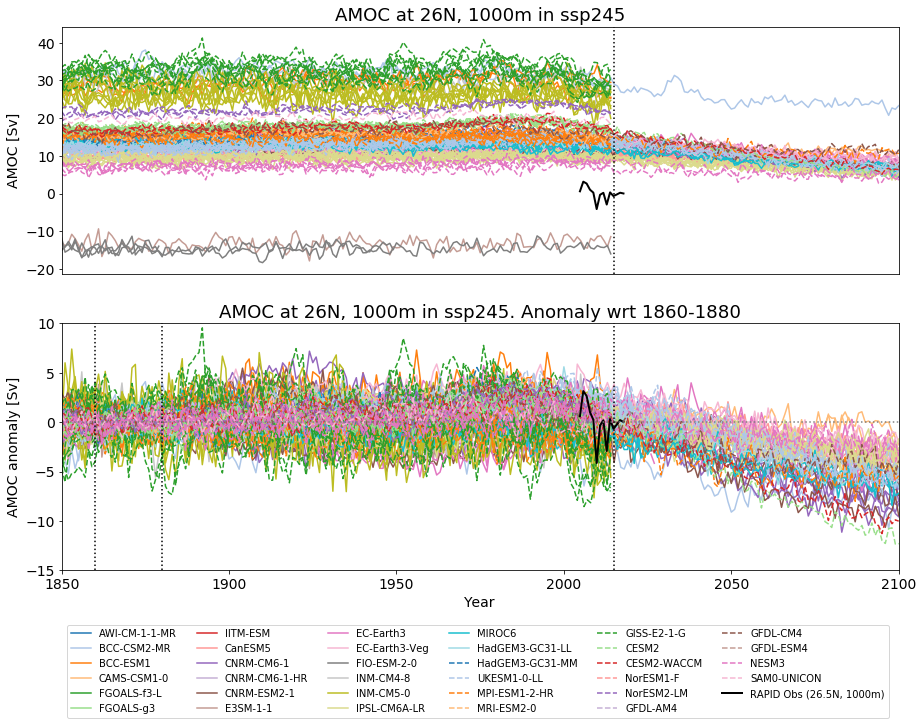 AMOC at 26N, 1000m in ssp245
40
30
20
10
0
−10
−20
AMOC [Sv]
AMOC at 26N, 1000m in ssp245. Anomaly wrt 1860-1880
10
5
0
−5
−10
−15
AMOC anomaly [Sv]
1850 1900 1950 2000 2050 2100
Year
AWI-CM-1-1-MR IITM-ESM EC-Earth3 MIROC6 GISS-E2-1-G GFDL-CM4
BCC-CSM2-MR CanESM5 EC-Earth3-Veg HadGEM3-GC31-LL CESM2 GFDL-ESM4
BCC-ESM1 CNRM-CM6-1 FIO-ESM-2-0 HadGEM3-GC31-MM CESM2-WACCM NESM3
CAMS-CSM1-0 CNRM-CM6-1-HR INM-CM4-8 UKESM1-0-LL NorESM1-F SAM0-UNICON
FGOALS-f3-L CNRM-ESM2-1 INM-CM5-0 MPI-ESM1-2-HR NorESM2-LM RAPID Obs (26.5N, 1000m)
FGOALS-g3 E3SM-1-1 IPSL-CM6A-LR MRI-ESM2-0 GFDL-AM4